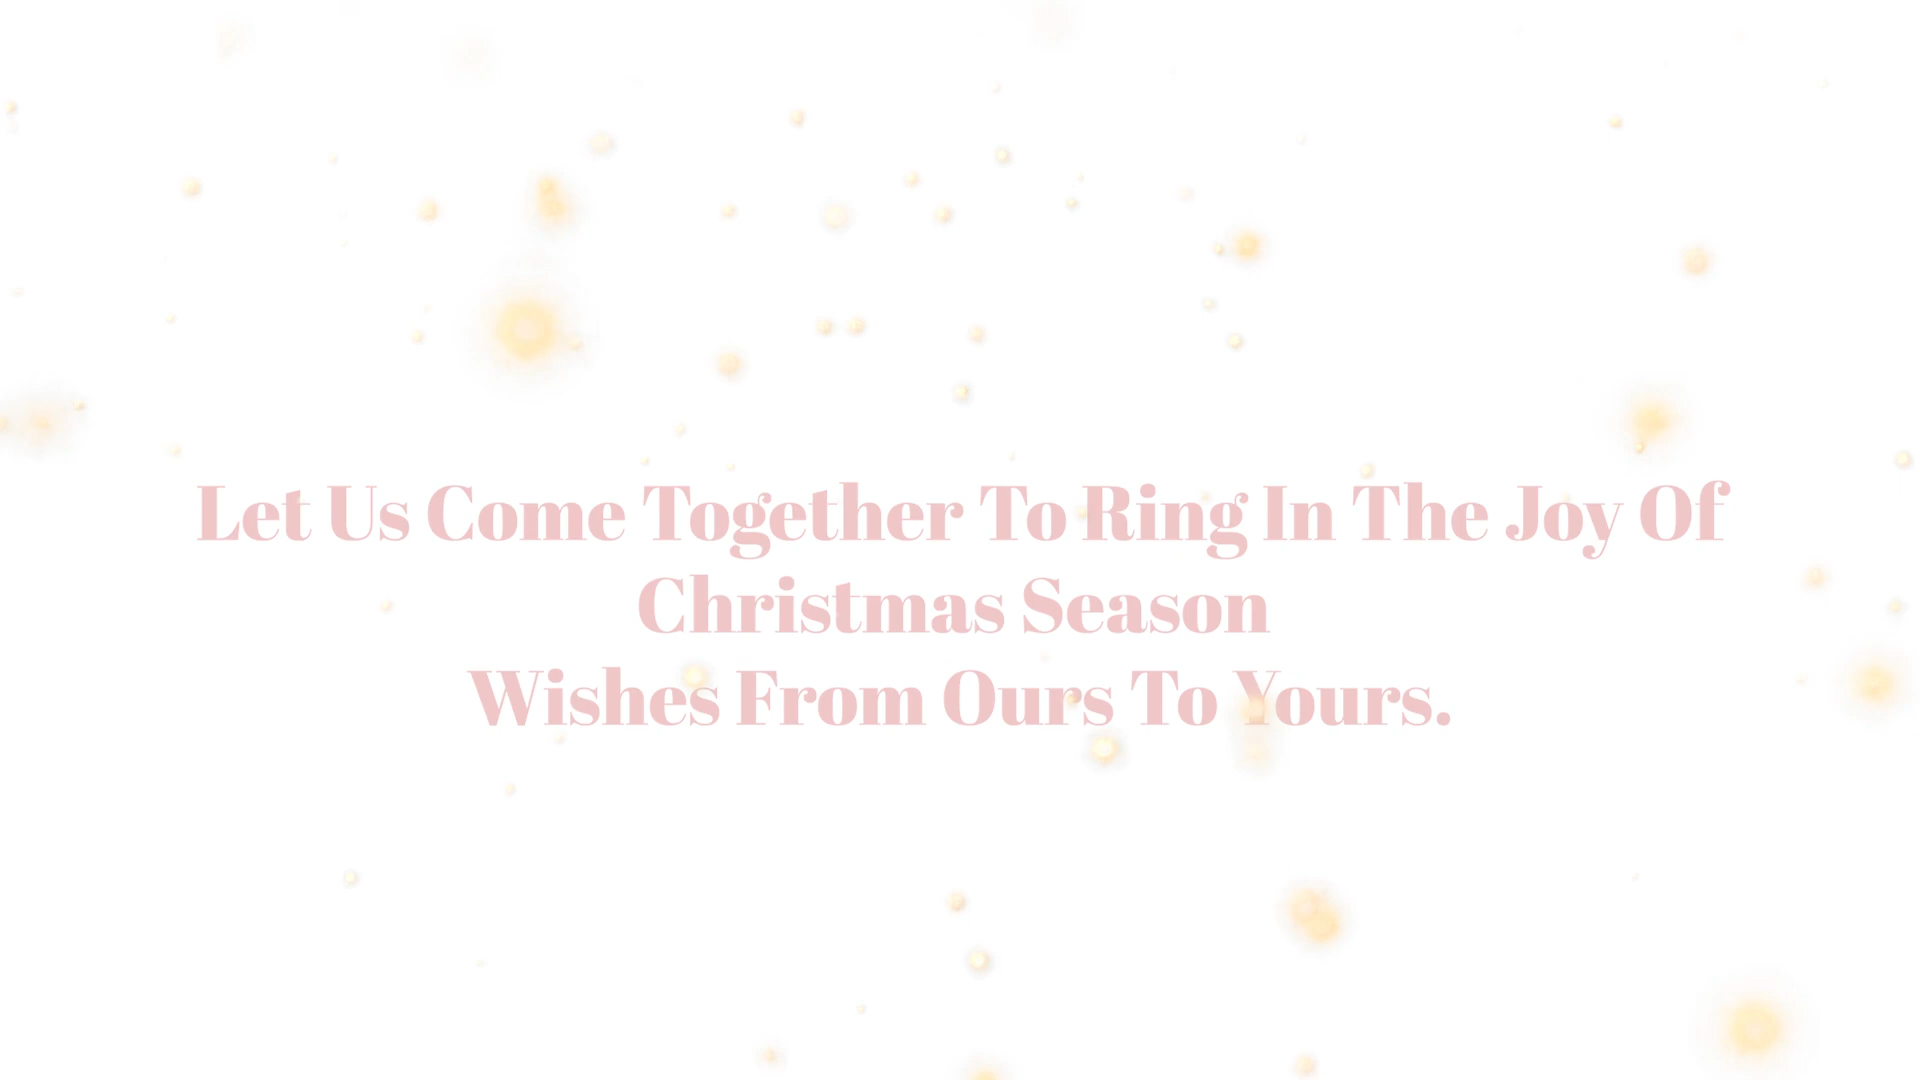 Let Us Come Together To Ring In The Joy Of
Christmas Season
Wishes From Ours To Yours.